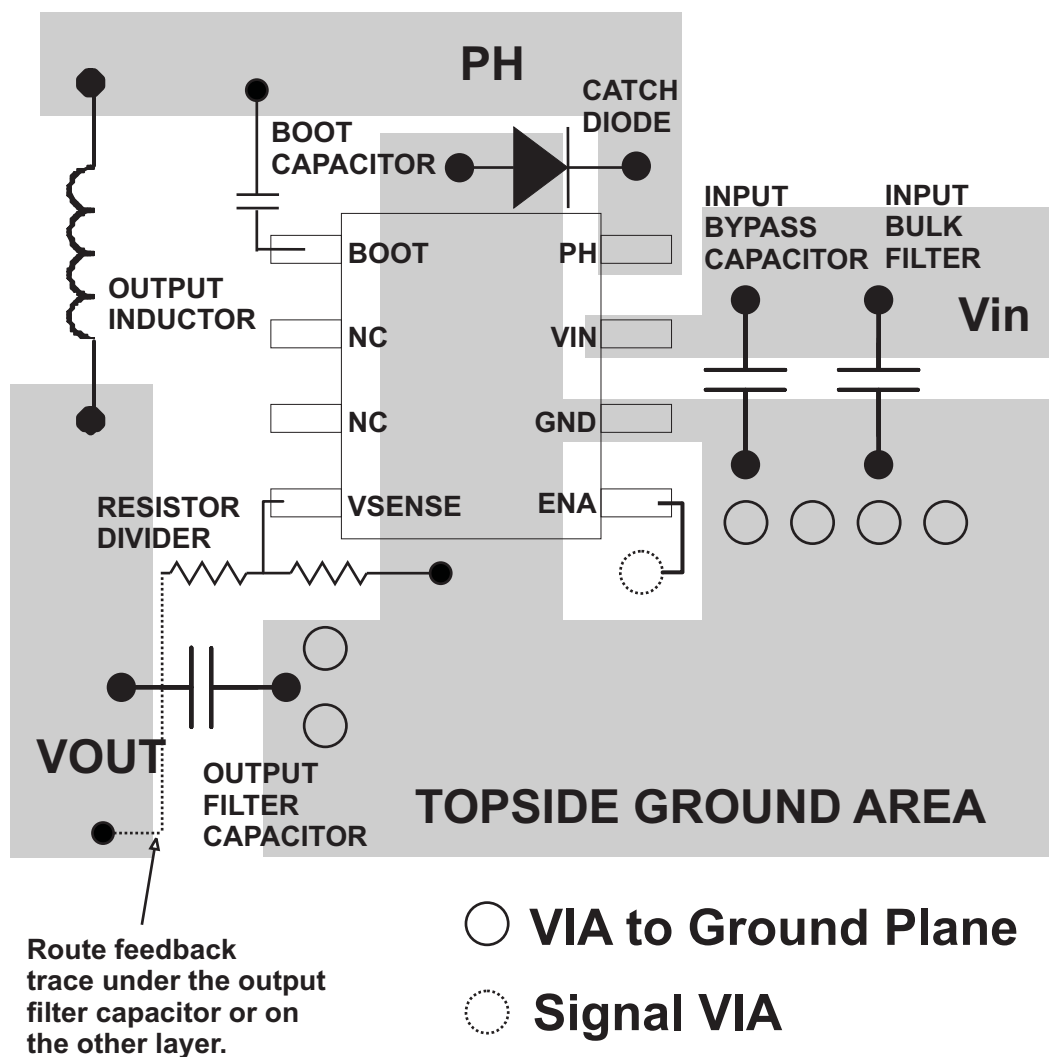 PH
CATCH
DIODE
BOOT
CAPACITOR
INPUT
BYPASS
CAPACITOR
INPUT
BULK
FILTER
BOOT
PH
OUTPUT
INDUCTOR
Vin
NC
VIN
NC
GND
RESISTOR
DIVIDER
VSENSE
ENA
VOUT
OUTPUT
FILTER
CAPACITOR
TOPSIDE GROUND AREA
Route feedback
trace under the output
filter capacitor or on
the other layer.
VIA to Ground Plane
Signal VIA